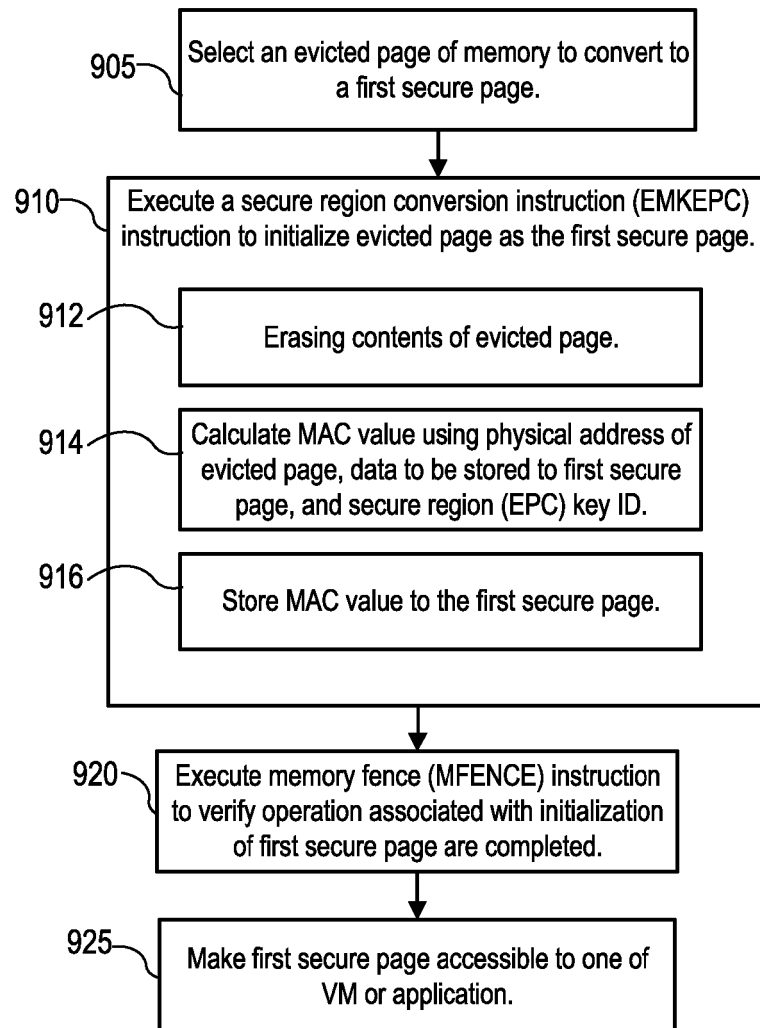 905
Select an evicted page of memory to convert to
a first secure page.
910
Execute a secure region conversion instruction (EMKEPC)
instruction to initialize evicted page as the first secure page.
912
Erasing contents of evicted page.
914
Calculate MAC value using physical address of
evicted page, data to be stored to first secure
page, and secure region (EPC) key ID.
916
Store MAC value to the first secure page.
920
Execute memory fence (MFENCE) instruction
to verify operation associated with initialization
of first secure page are completed.
925
Make first secure page accessible to one of
VM or application.